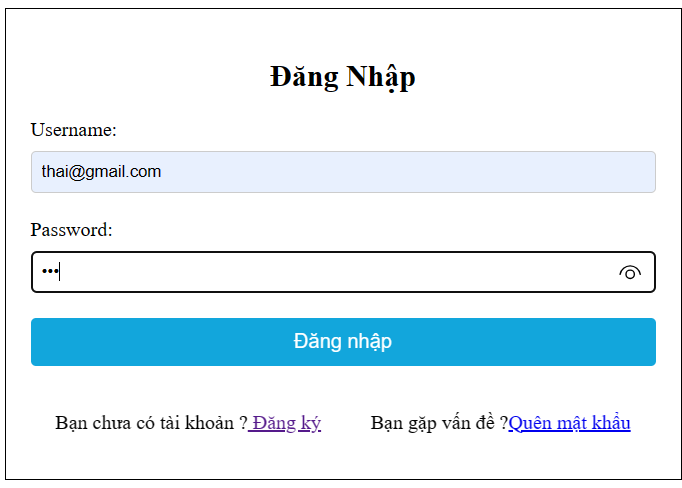 Đăng Nhập
Username:
thai@gmail.com
Password:
•••
Đăng nhập
Bạn chưa có tài khoản ? Đăng ký Bạn gặp vấn đề ?Quên mật khẩu